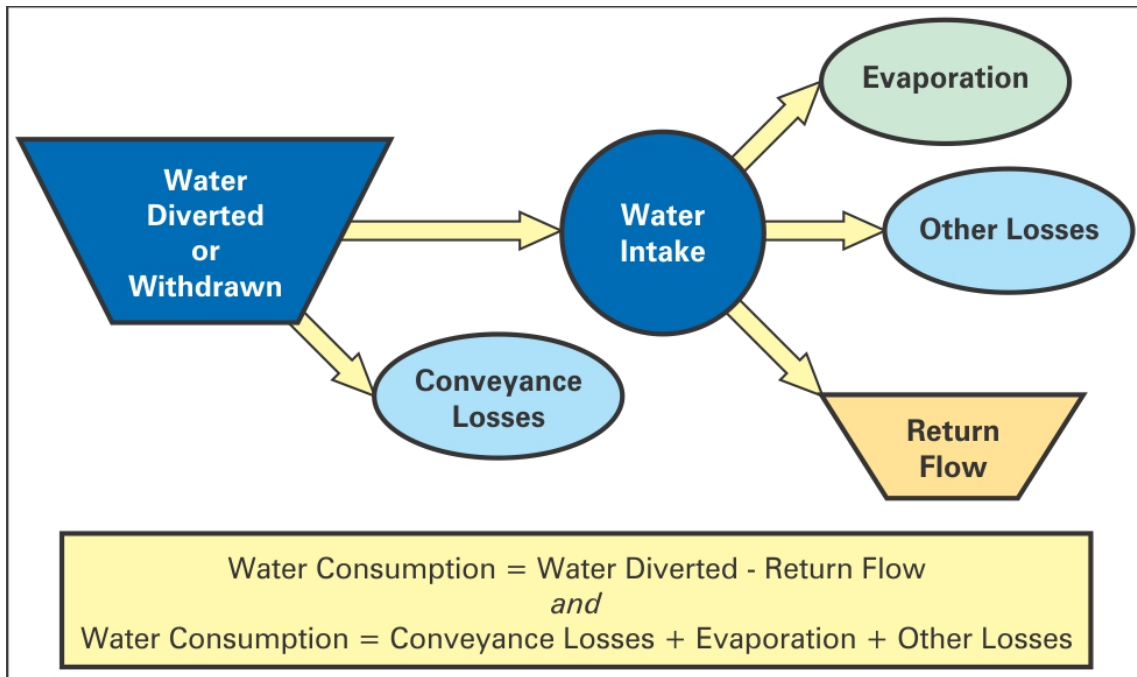 Water
Diverted
or
Withdrawn
Conveyance
Losses
Water
Intake
Evaporation
Other Losses
Return
Flow
Water Consumption = Water Diverted - Return Flow
and
Water Consumption = Conveyance Losses + Evaporation + Other Losses